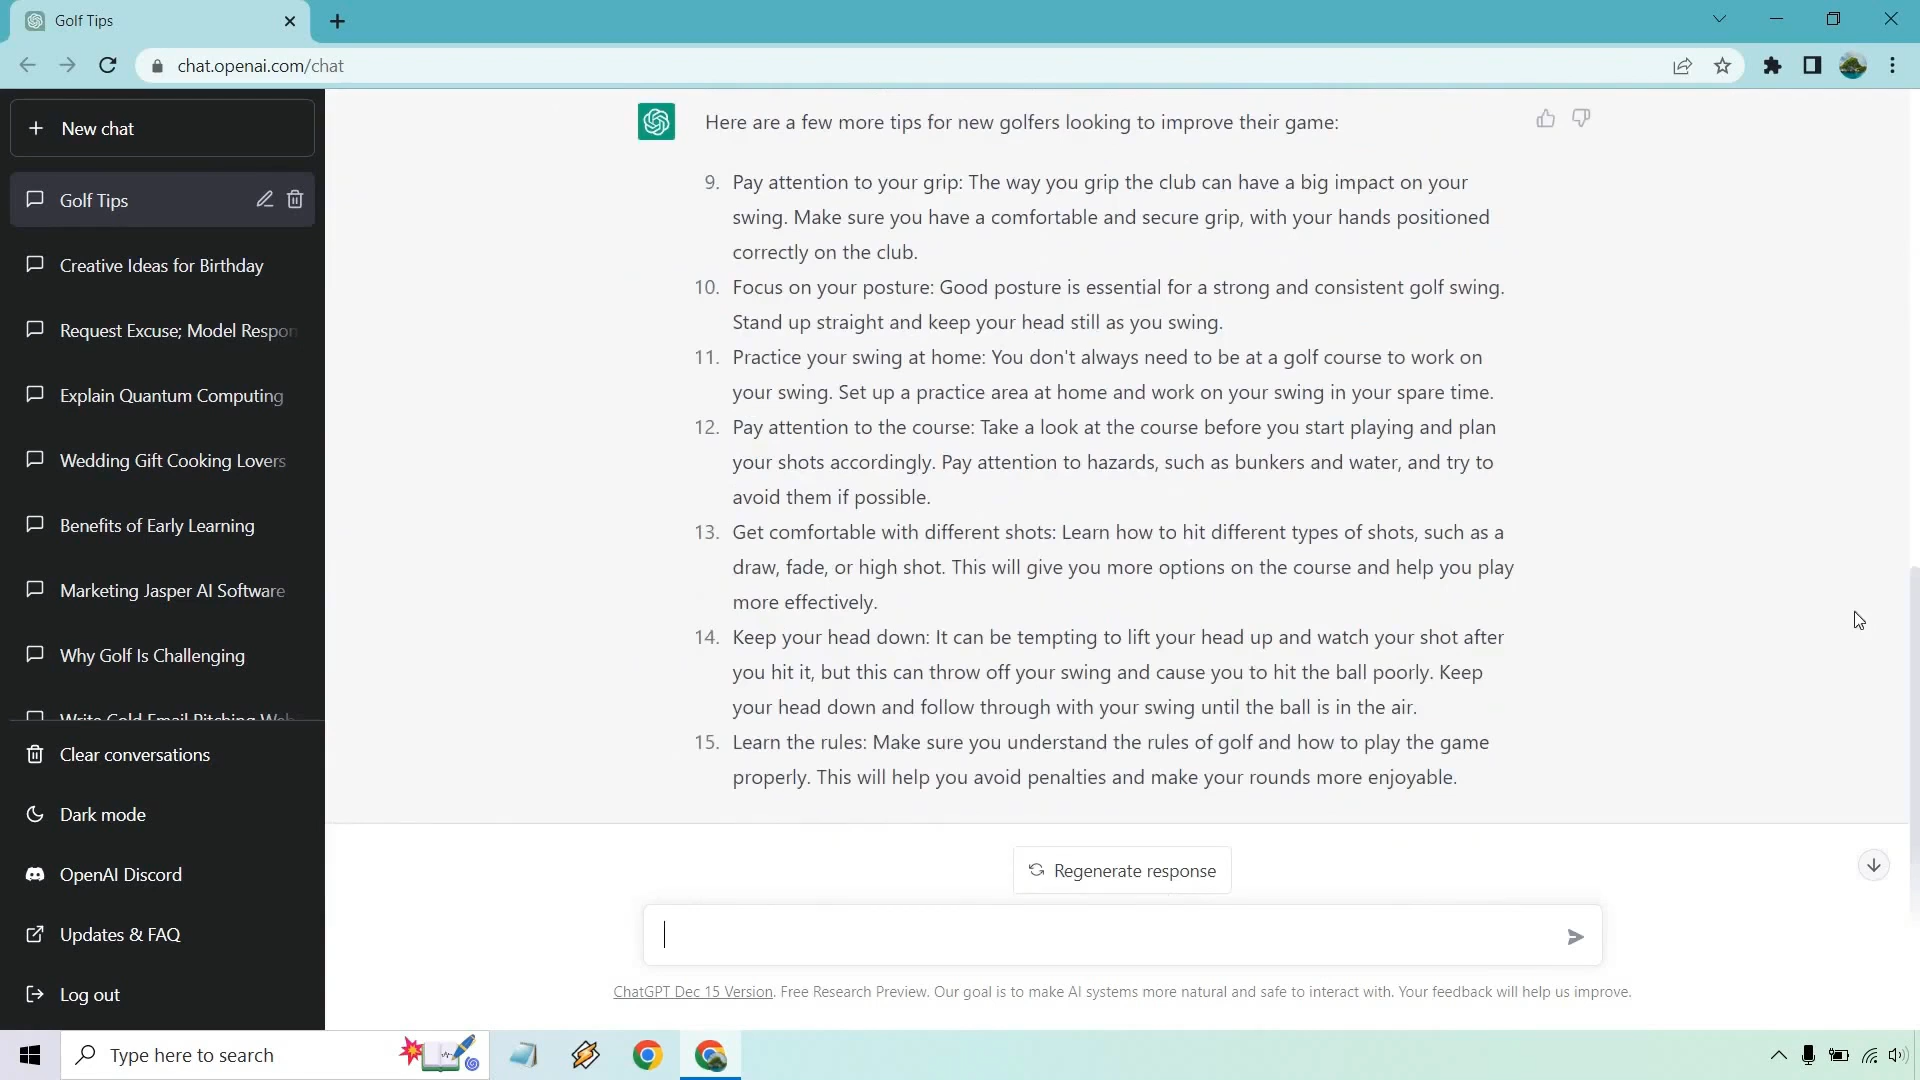 Golf Tips
chat.openai.com/chat
New chat
Golf Tips
Creative Ideas for Birthday
Request Excuse; Model Respon
Explain Quantum Computing
Wedding Gift Cooking Lovers
Benefits of Early Learning
Marketing Jasper AI Software
Why Golf Is Challenging
Write Cold Email Pitching Web
Clear conversations
Dark mode
OpenAI Discord
Updates & FAQ
Log out
Here are a few more tips for new golfers looking to improve their game:
9. Pay attention to your grip: The way you grip the club can have a big impact on your
swing. Make sure you have a comfortable and secure grip, with your hands positioned
correctly on the club.
10. Focus on your posture: Good posture is essential for a strong and consistent golf swing.
Stand up straight and keep your head still as you swing.
11. Practice your swing at home: You don't always need to be at a golf course to work on
your swing. Set up a practice area at home and work on your swing in your spare time.
12. Pay attention to the course: Take a look at the course before you start playing and plan
your shots accordingly. Pay attention to hazards, such as bunkers and water, and try to
avoid them if possible.
13. Get comfortable with different shots: Learn how to hit different types of shots, such as a
draw, fade, or high shot. This will give you more options on the course and help you play
more effectively.
14. Keep your head down: It can be tempting to lift your head up and watch your shot after
you hit it, but this can throw off your swing and cause you to hit the ball poorly. Keep
your head down and follow through with your swing until the ball is in the air.
15. Learn the rules: Make sure you understand the rules of golf and how to play the game
properly. This will help you avoid penalties and make your rounds more enjoyable.
Regenerate response
ChatGPT Dec 15 Version. Free Research Preview. Our goal is to make AI systems more natural and safe to interact with. Your feedback will help us improve.
Type here to search